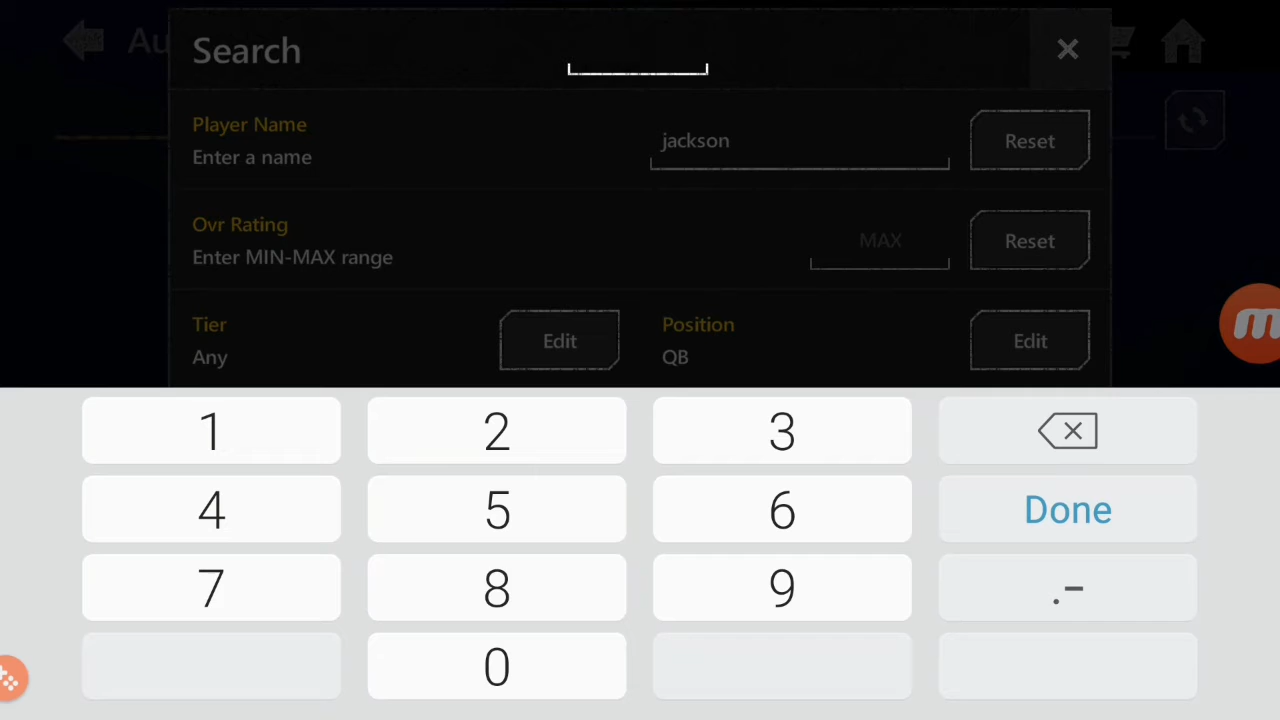 Au
Search
Player Name
Enter a name
jackson
Reset
Ovr Rating
Enter MIN-MAX range
MAX
Reset
Tier
Any
Edit
Position
QB
Edit
1 2 3
4 5 6 Done
7 8 9 .-
0